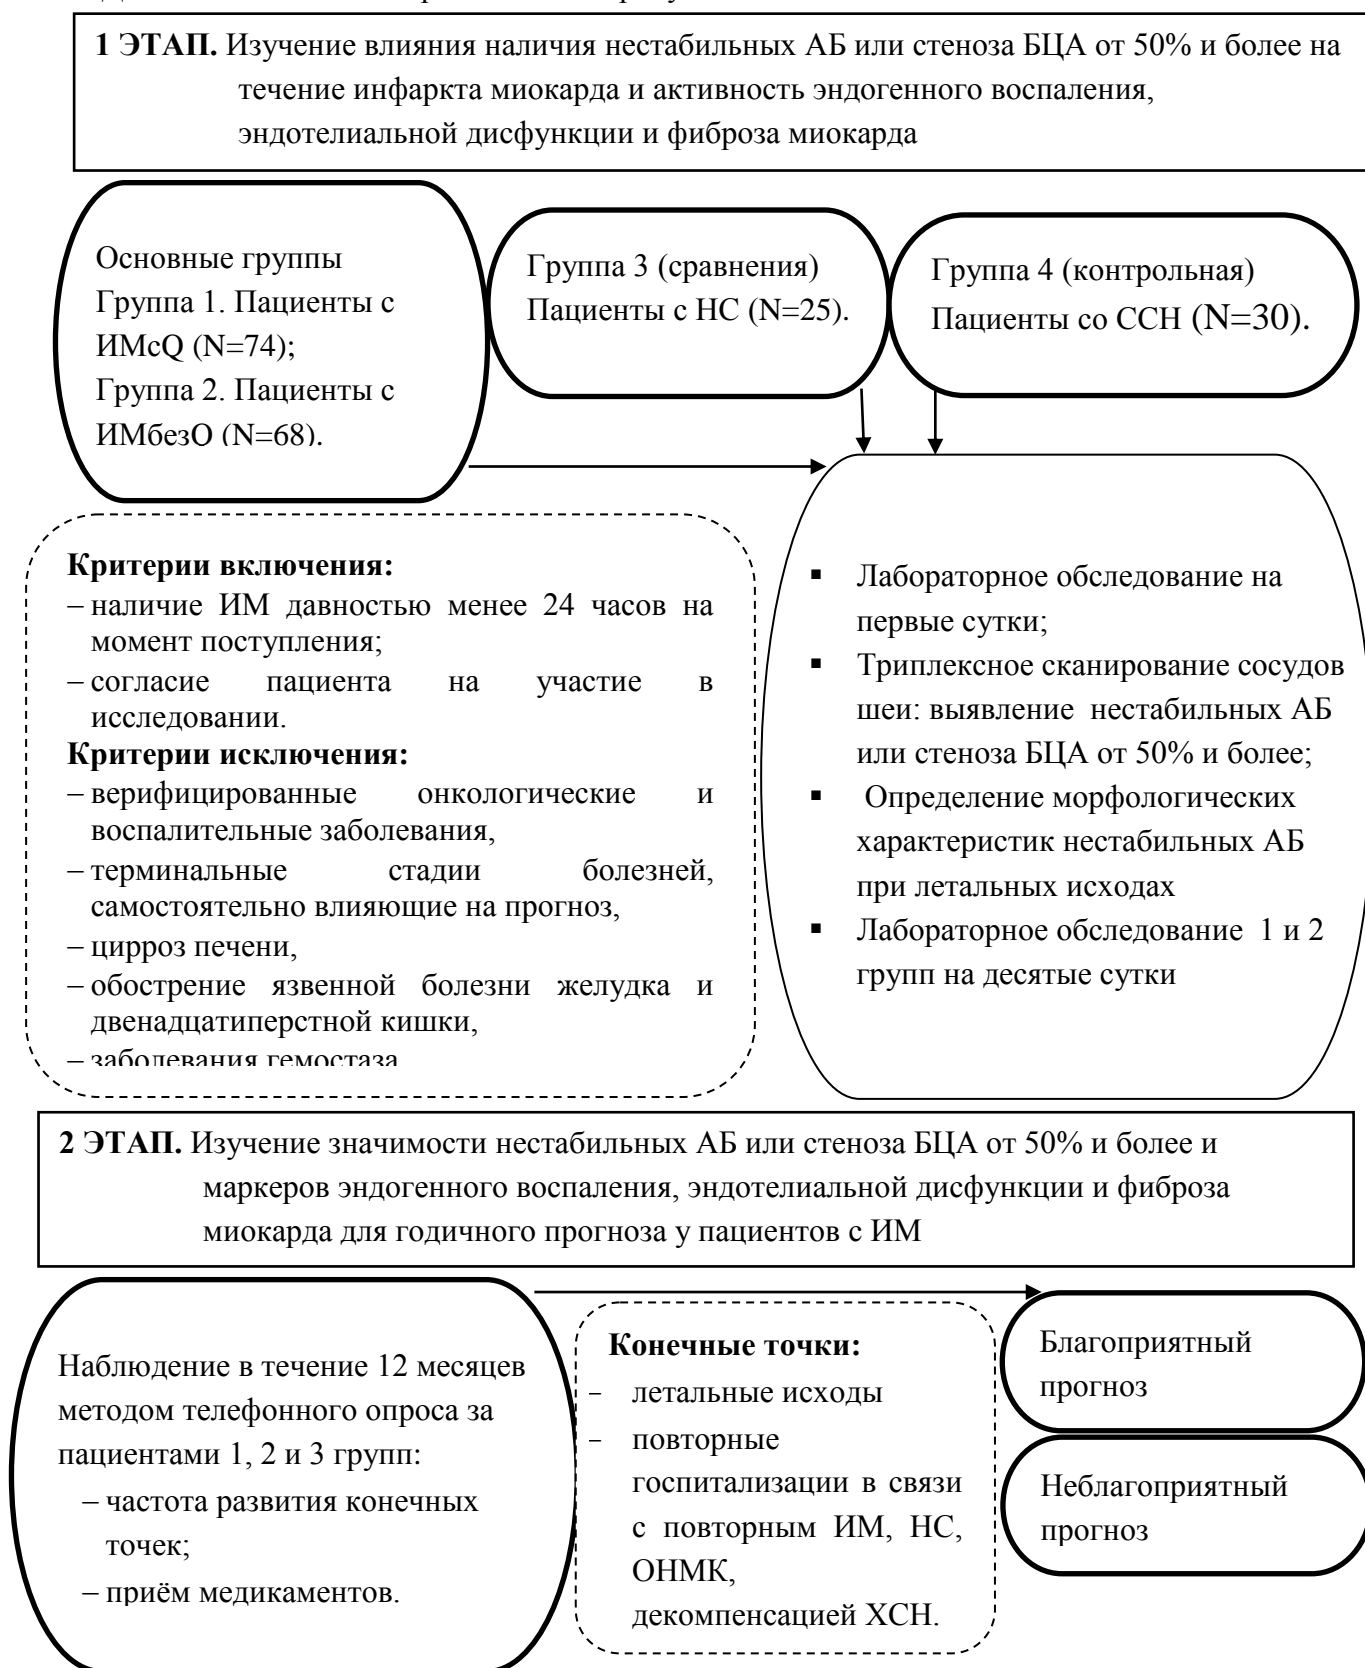 1 ЭТАП. Изучение влияния наличия нестабильных АБ или стеноза БЦА от 50% и более на
течение инфаркта миокарда и активность эндогенного воспаления,
эндотелиальной дисфункции и фиброза миокарда
Основные группы
Группа 1. Пациенты с
ИМсQ (N=74);
Группа 2. Пациенты с
ИМбезQ (N=68).
Группа 3 (сравнения)
Пациенты с НС (N=25).
Группа 4 (контрольная)
Пациенты со ССН (N=30).
Критерии включения:
– наличие ИМ давностью менее 24 часов на
момент поступления;
– согласие пациента на участие в
исследовании.
Критерии исключения:
– верифицированные онкологические и
воспалительные заболевания,
– терминальные стадии болезней,
самостоятельно влияющие на прогноз,
– цирроз печени,
– обострение язвенной болезни желудка и
двенадцатиперстной кишки,
– заболевания гемостаза
▪ Лабораторное обследование на
первые сутки;
▪ Триплексное сканирование сосудов
шеи: выявление нестабильных АБ
или стеноза БЦА от 50% и более;
▪ Определение морфологических
характеристик нестабильных АБ
при летальных исходах
▪ Лабораторное обследование 1 и 2
групп на десятые сутки
2 ЭТАП. Изучение значимости нестабильных АБ или стеноза БЦА от 50% и более и
маркеров эндогенного воспаления, эндотелиальной дисфункции и фиброза
миокарда для годичного прогноза у пациентов с ИМ
Наблюдение в течение 12 месяцев
методом телефонного опроса за
пациентами 1, 2 и 3 групп:
– частота развития конечных
точек;
– приём медикаментов.
Конечные точки:
- летальные исходы
- повторные
госпитализации в связи
с повторным ИМ, НС,
ОНМК,
декомпенсацией ХСН.
Благоприятный
прогноз
Неблагоприятный
прогноз